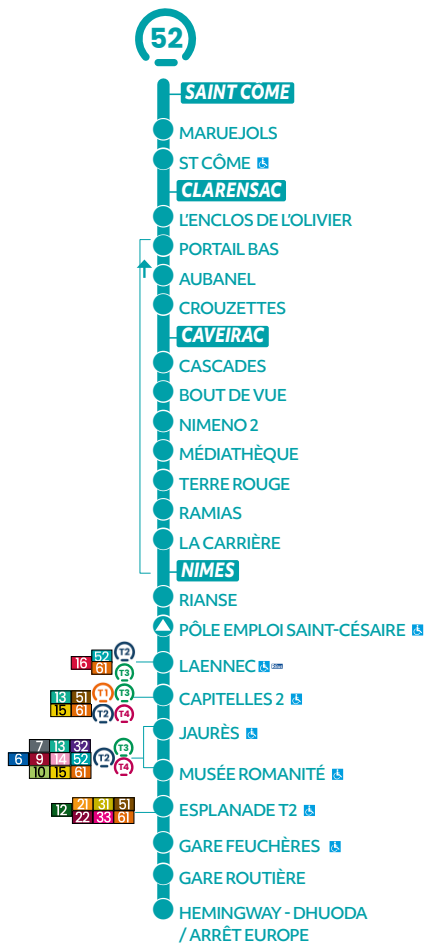 52
SAINT CÔME
MARUEJOLS
ST CÔME
CLARENSAC
L'ENCLOS DE L'OLIVIER
PORTAIL BAS
AUBANEL
CROUZETTES
CAVEIRAC
CASCADES
BOUT DE VUE
NIMENO 2
MÉDIATHÈQUE
TERRE ROUGE
RAMIAS
LA CARRIÈRE
NIMES
RIANSE
PÔLE EMPLOI SAINT-CÉSAIRE
52 T2
16 61 T3
LAENNEC
13 51 T1 T3
15 61 T2 T4
CAPITELLES 2
JAURÈS
7 13 32 T3
6 9 14 52 T2
10 15 61 T4
MUSÉE ROMANITÉ
21 31 51
12 22 33 61
ESPLANADE T2
GARE FEUCHÈRES
GARE ROUTIÈRE
HEMINGWAY - DHUODA
/ ARRÊT EUROPE